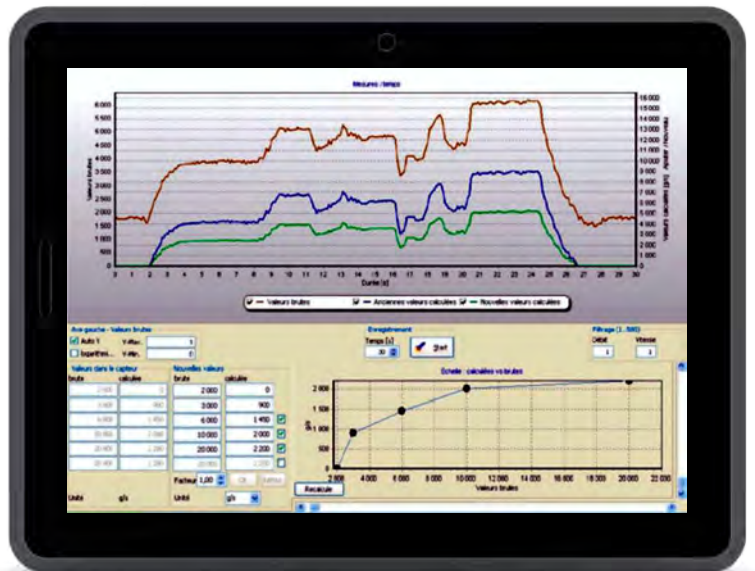 Mesures / temps
6 000
5 500
5 000
4 500
4 000
3 500
3 000
2 500
2 000
1 500
1 000
500
0
Valeurs brutes
16 000
15 000
14 000
13 000
12 000
11 000
10 000
9 000
8 000
7 000
6 000
5 000
4 000
3 000
2 000
1 000
0
Valeurs calculées [g/s]
0 1 2 3 4 5 6 7 8 9 10 11 12 13 14 15 16 17 18 19 20 21 22 23 24 25 26 27 28 29 30
Durée [s]
Valeurs brutes Anciennes valeurs calculées Nouvelles valeurs calculées
Axe gauche - Valeurs brutes
Auto Y Y-Max. 1
logarithmi... Y-Min. 0
Enregistrement
Temps [s]
30 Start
Filtrage (1..500)
Débit Vitesse
1 1
Valeurs dans le capteur
brute calculée
Nouvelles valeurs
brute calculée
2 000 0
3 000 900
6 000 1 450
10 000 2 000
20 000 2 200
Facteur 1,00
Unité g/s
Unité g/s
Recalcule
Echelle : calculées vs brutes
2 000
1 500
1 000
500
0
g/s
4 000 6 000 8 000 10 000 12 000 14 000 16 000 18 000 20 000 22 000
Valeurs brutes